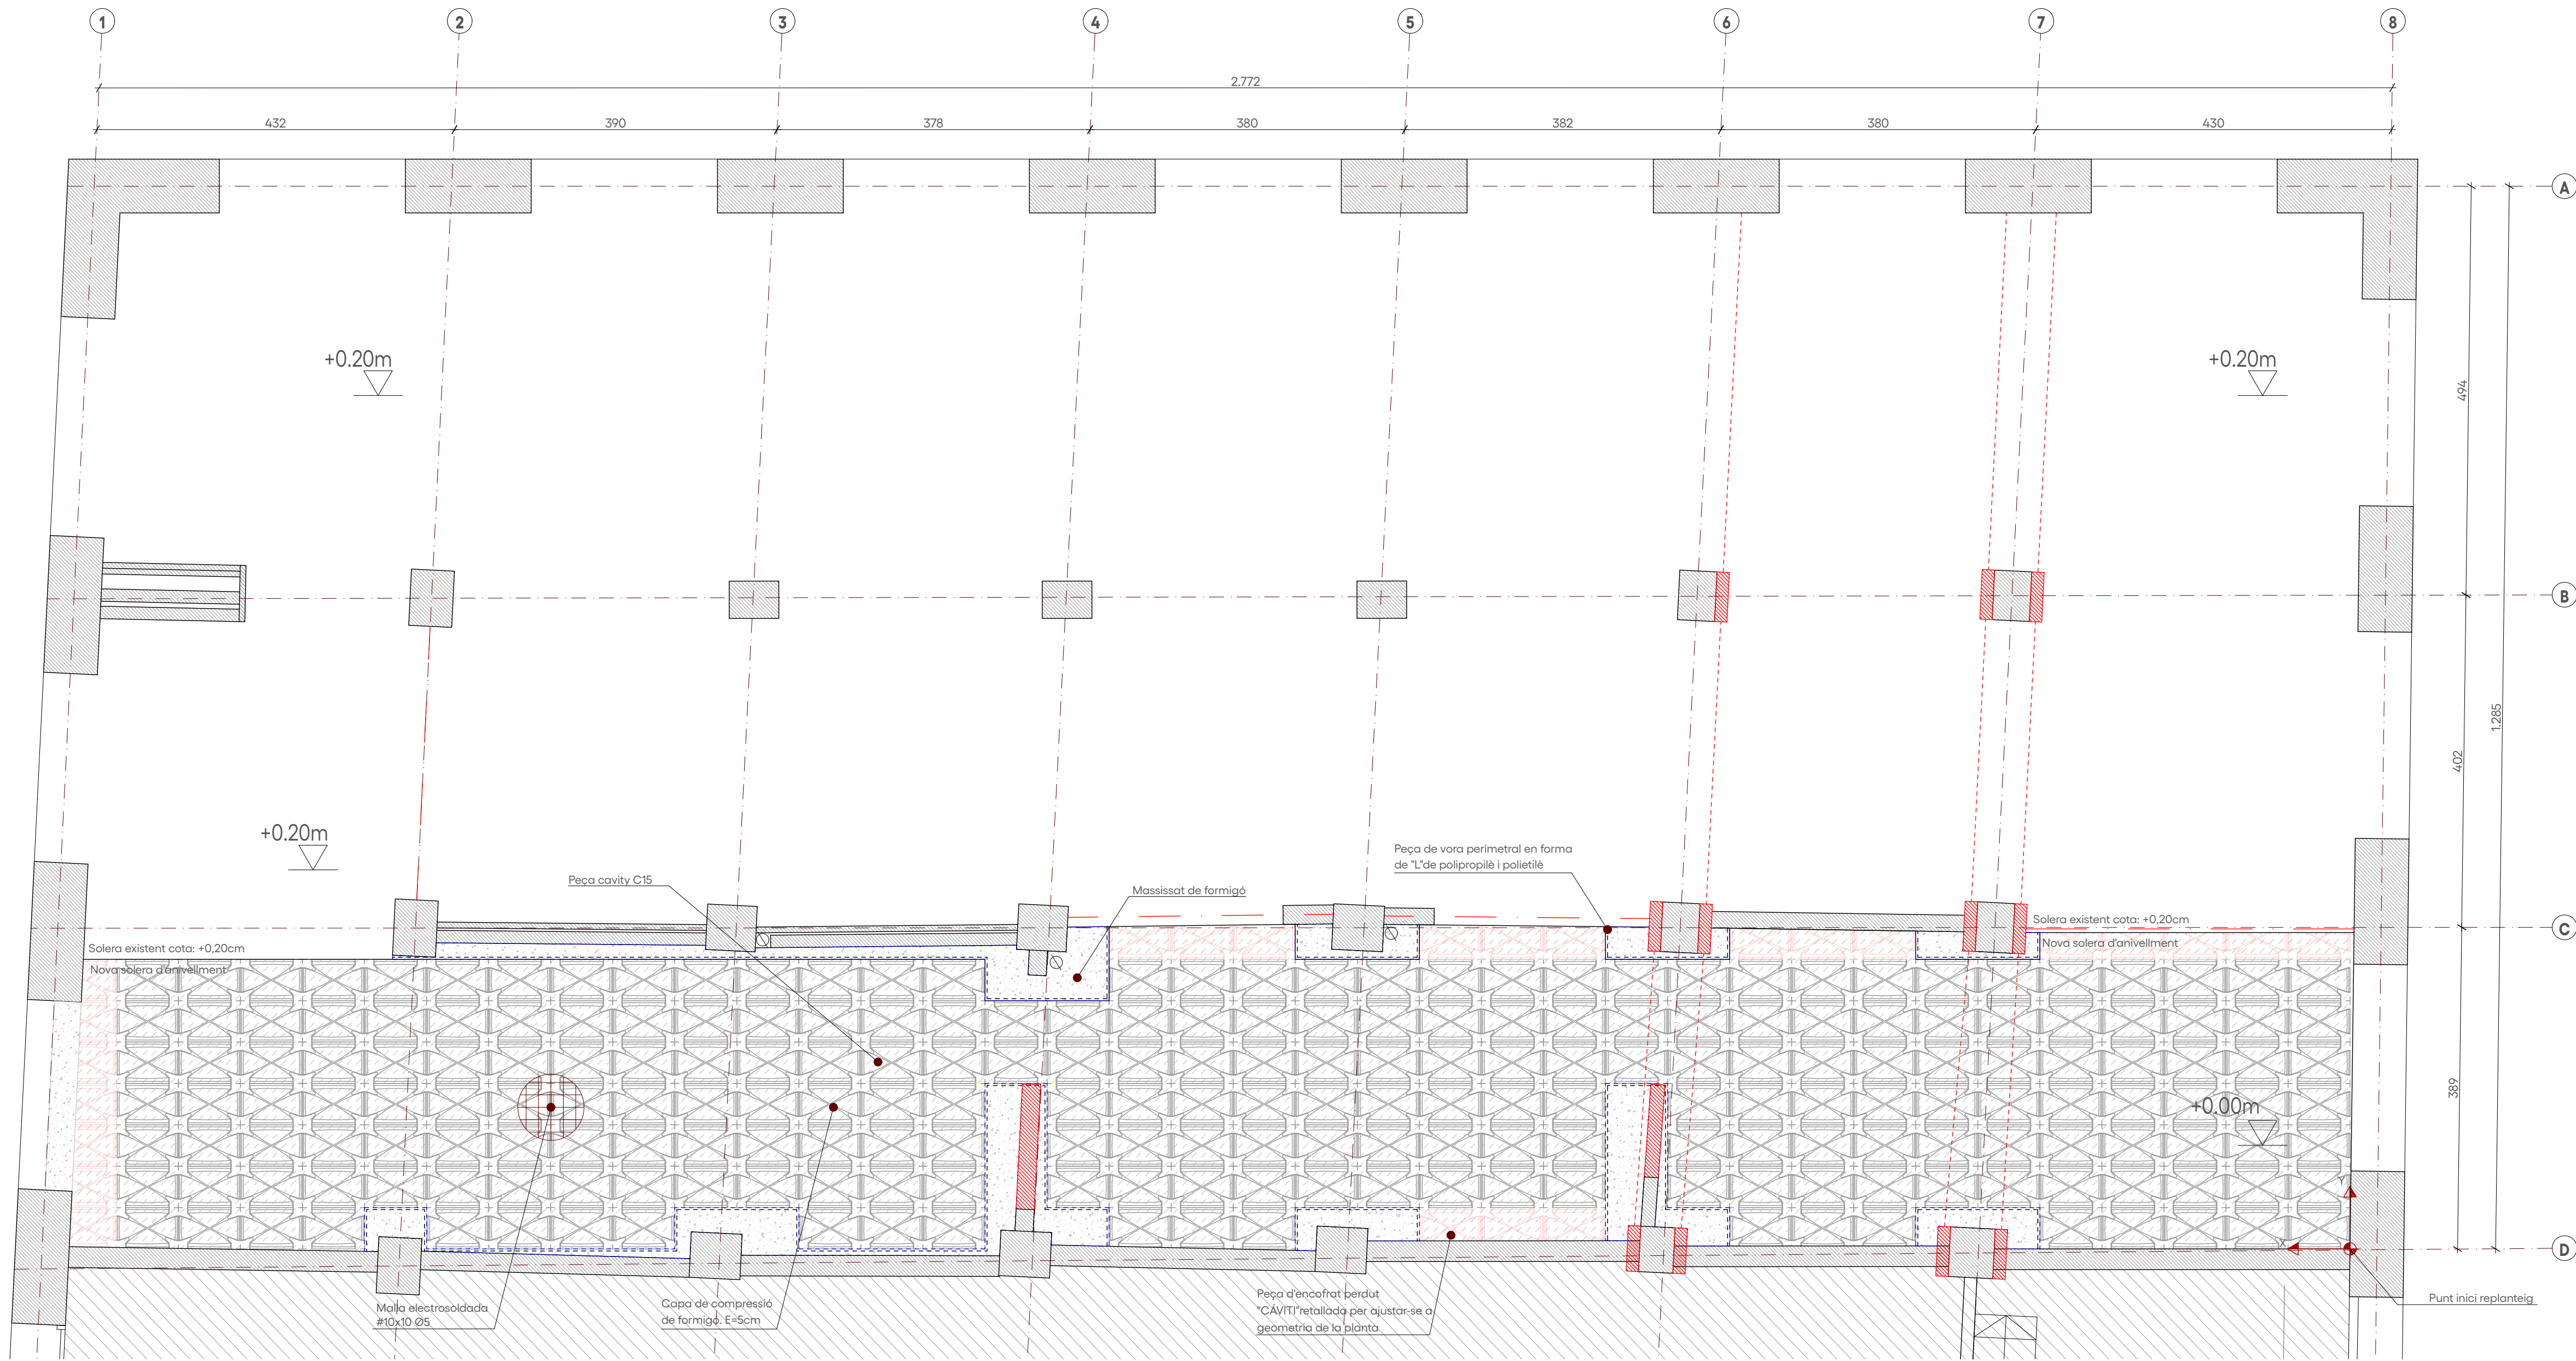 1 2 3 4 5 6 7 8
2.772
432 390 378 380 382 380 430
A
+0.20m
+0.20m
494
B
1.285
402
+0.20m
Peça cavity C15
Massissat de formigó
Peça de vora perimetral en forma
de "L"de polipropilè i polietilè
Solera existent cota: +0,20cm
Nova solera d'anivellment
Solera existent cota: +0,20cm
Nova solera d'anivellment
C
389
+0.00m
Y
X
D
Malla electrosoldada
#10x10 Ø5
Capa de compressió
de formigó. E=5cm
Peça d'encofrat perdut
"CÁVITI"retallada per ajustar-se a
geometria de la planta
Punt inici replanteig